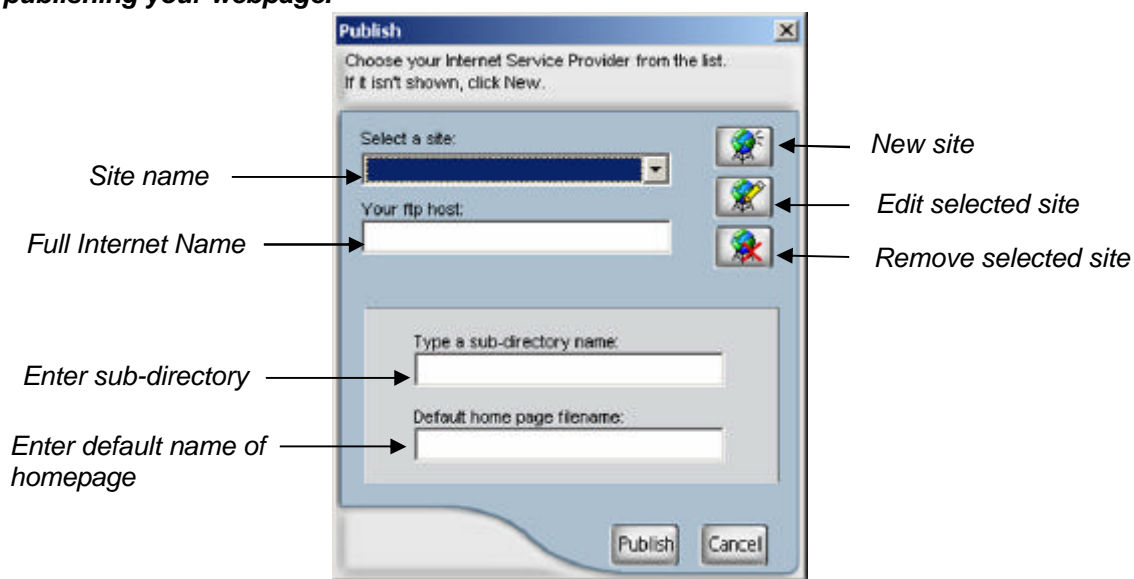 publishing your webpage.
Publish
Choose your Internet Service Provider from the list.
If it isn't shown, click New.
Select a site:
New site
Site name
Edit selected site
Your ftp host:
Full Internet Name
Remove selected site
Type a sub-directory name:
Enter sub-directory
Default home page filename:
Enter default name of
homepage
Publish
Cancel